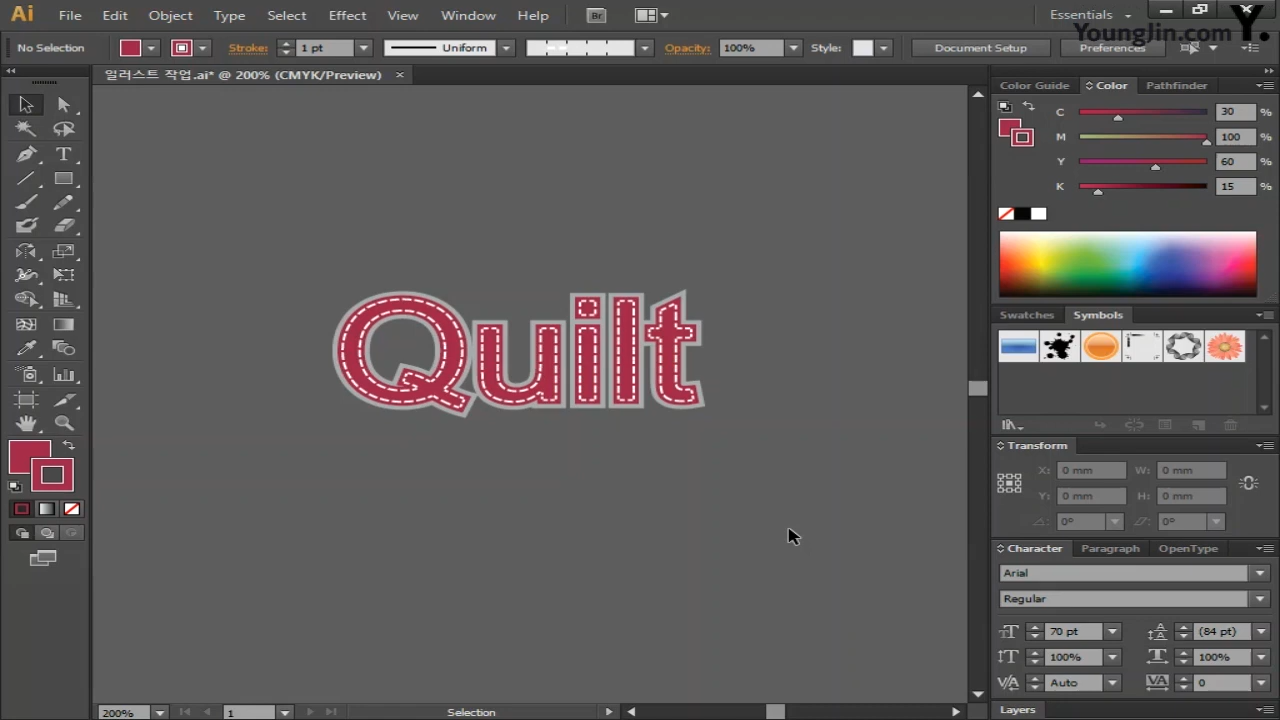 Ai File Edit Object Type Select Effect View Window Help Br Essentials
YoungJin.com Y.
No Selection Stroke: 1 pt Uniform Opacity: 100% Style: Document Setup Preferences
일러스트 작업.ai* @ 200% (CMYK/Preview) ×
Color Guide Color Pathfinder
C 30 %
M 100 %
Y 60 %
K 15 %
Quilt
Swatches Symbols
Transform
X: 0 mm W: 0 mm
Y: 0 mm H: 0 mm
0° 0°
Character Paragraph OpenType
Arial
Regular
70 pt (84 pt)
100% 100%
Auto 0
Layers
200% 1 Selection